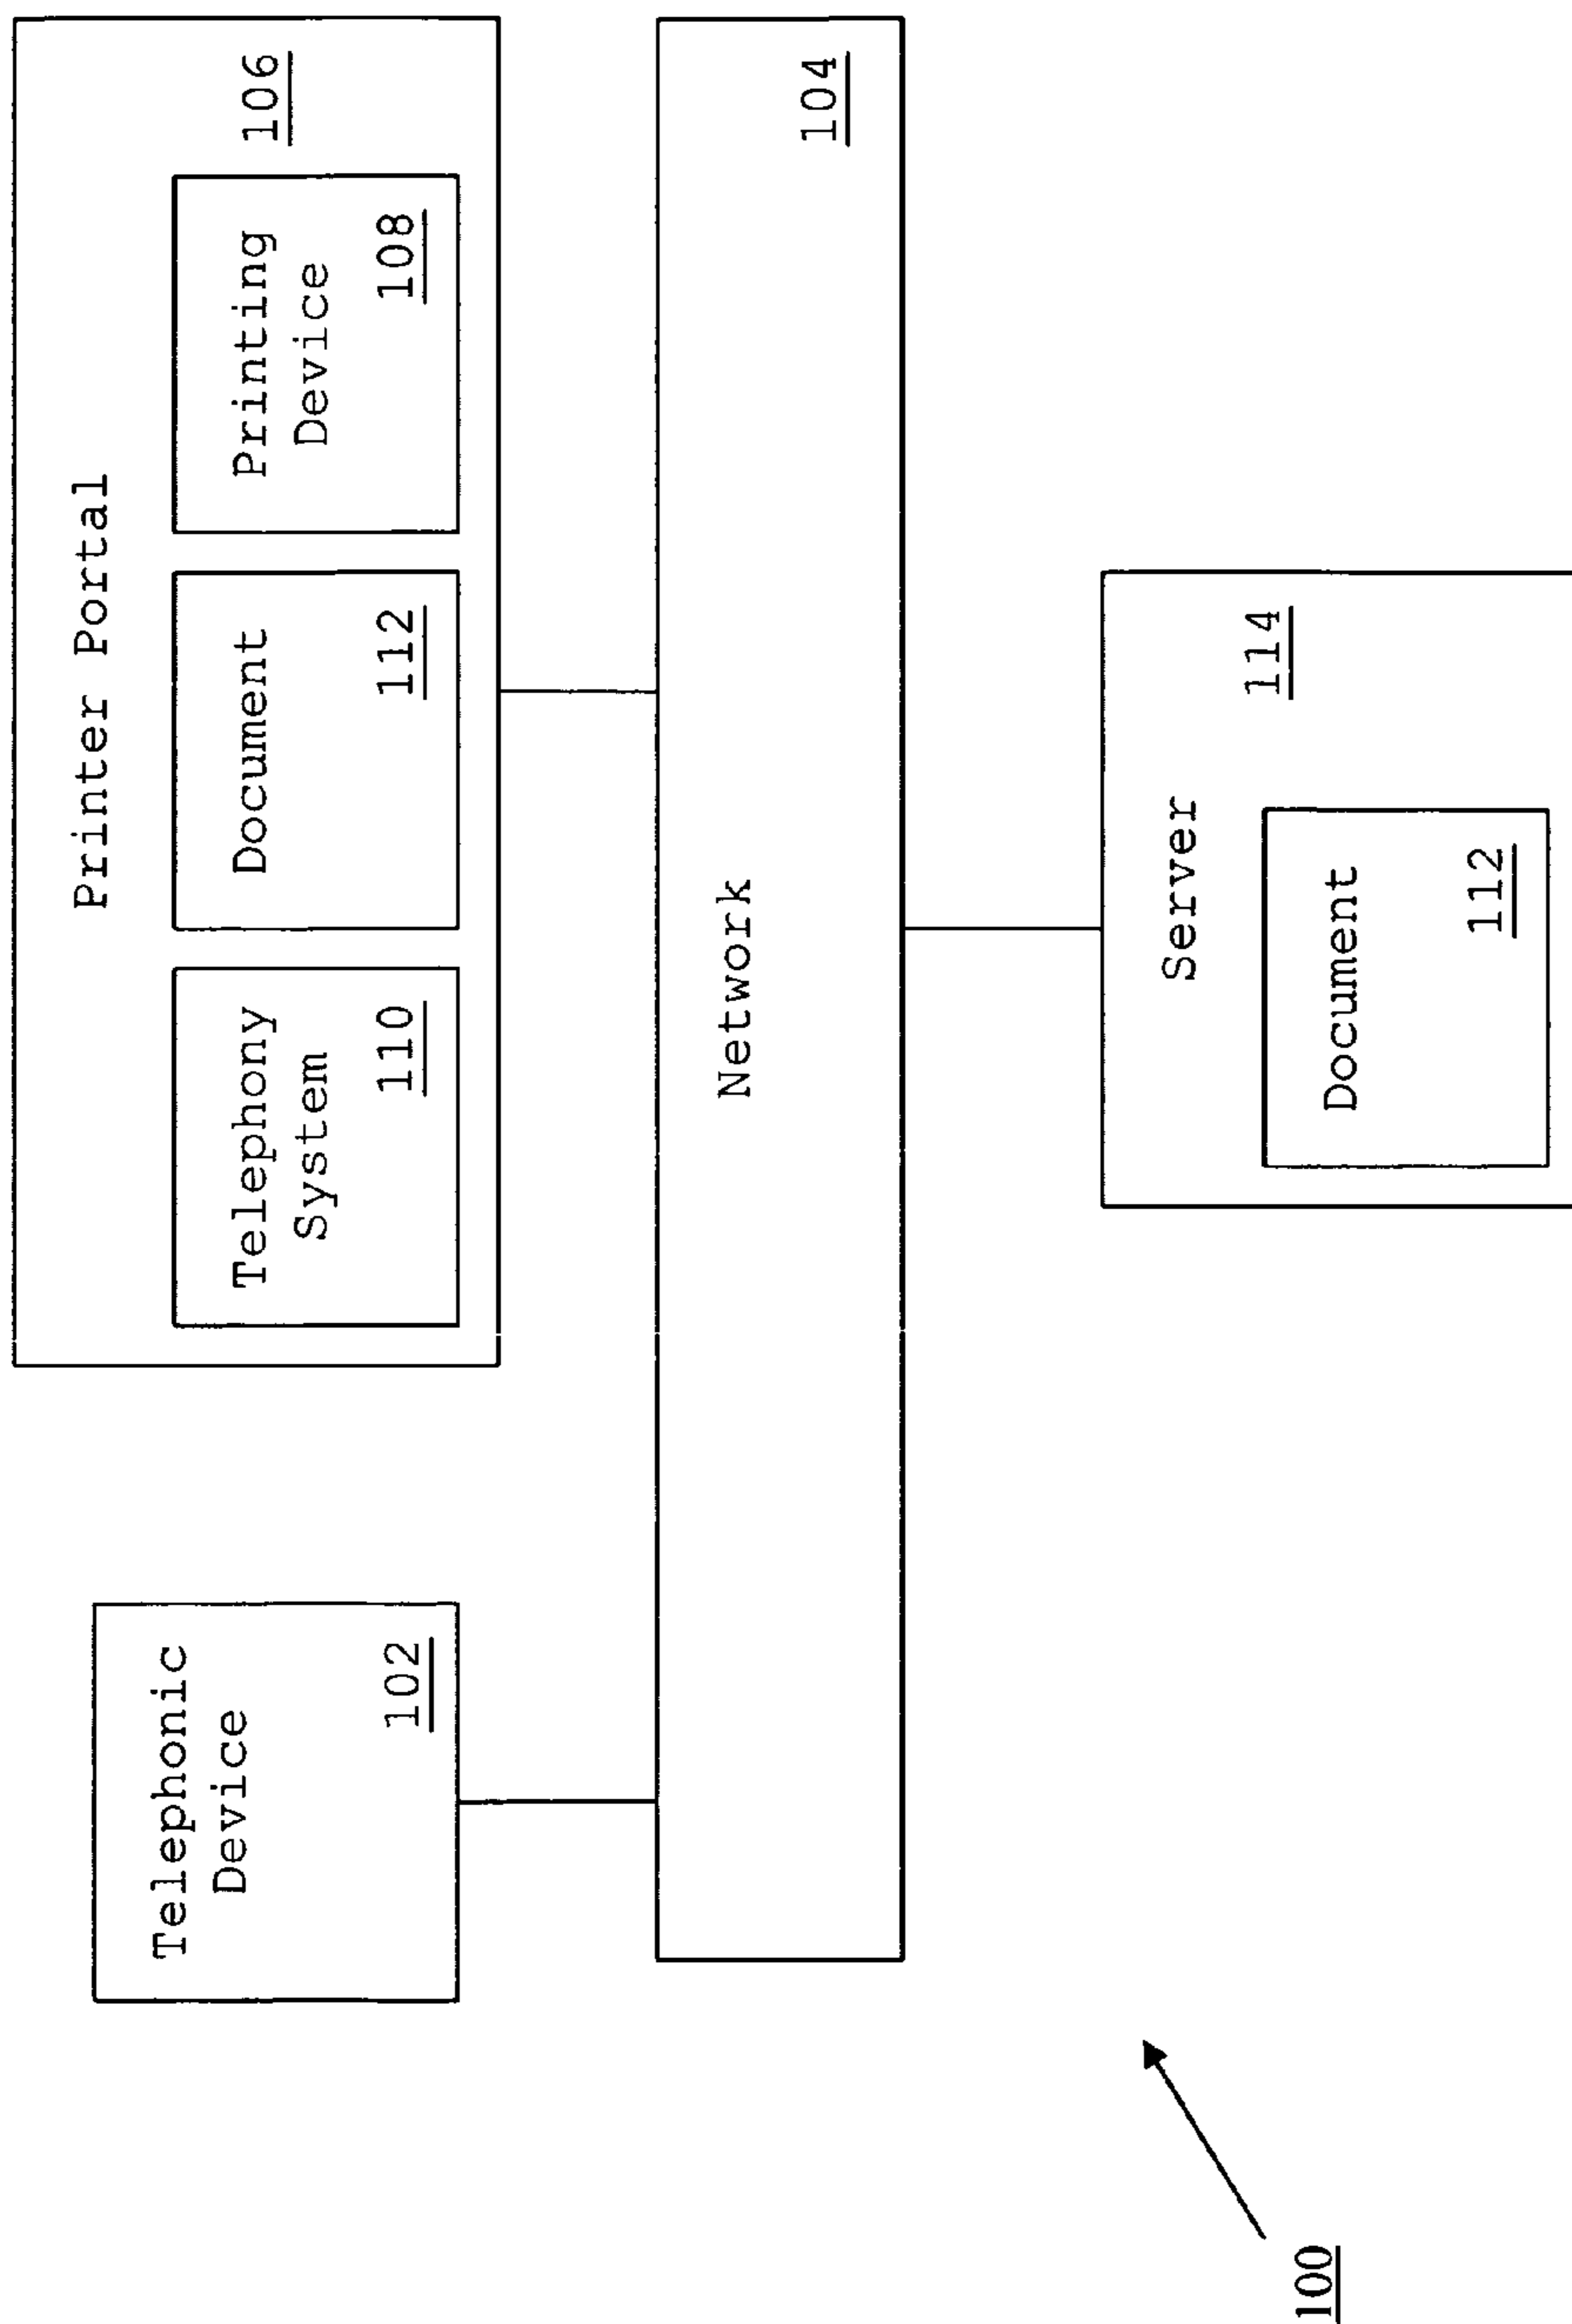 Telephonic
Device
102
Printer Portal
106
Telephony
System
110
Document
112
Printing
Device
108
Network
104
Server
114
Document
112
100